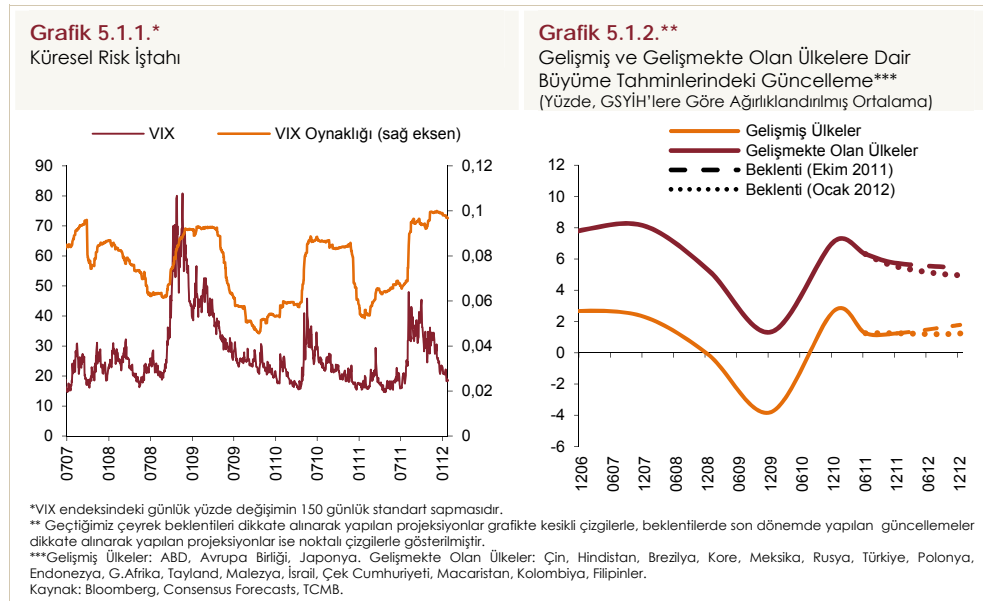 Grafik 5.1.1.*
Küresel Risk İştahı
VIX
VIX Oynaklığı (sağ eksen)
90
80
70
60
50
40
30
20
10
0
0,12
0,1
0,08
0,06
0,04
0,02
0
0707
0108
0708
0109
0709
0110
0710
0111
0711
0112
Grafik 5.1.2.**
Gelişmiş ve Gelişmekte Olan Ülkelere Dair
Büyüme Tahminlerindeki Güncelleme***
(Yüzde, GSYİH'lere Göre Ağırlıklandırılmış Ortalama)
Gelişmiş Ülkeler
Gelişmekte Olan Ülkeler
Beklenti (Ekim 2011)
Beklenti (Ocak 2012)
12
10
8
6
4
2
0
-2
-4
-6
1206
0607
1207
0608
1208
0609
1209
0610
1210
0611
1211
0612
1212
*VIX endeksindeki günlük yüzde değişimin 150 günlük standart sapmasıdır.
** Geçtiğimiz çeyrek beklentileri dikkate alınarak yapılan projeksiyonlar grafikte kesikli çizgilerle, beklentilerde son dönemde yapılan güncellemeler
dikkate alınarak yapılan projeksiyonlar ise noktalı çizgilerle gösterilmiştir.
***Gelişmiş Ülkeler: ABD, Avrupa Birliği, Japonya. Gelişmekte Olan Ülkeler: Çin, Hindistan, Brezilya, Kore, Meksika, Rusya, Türkiye, Polonya,
Endonezya, G.Afrika, Tayland, Malezya, İsrail, Çek Cumhuriyeti, Macaristan, Kolombiya, Filipinler.
Kaynak: Bloomberg, Consensus Forecasts, TCMB.